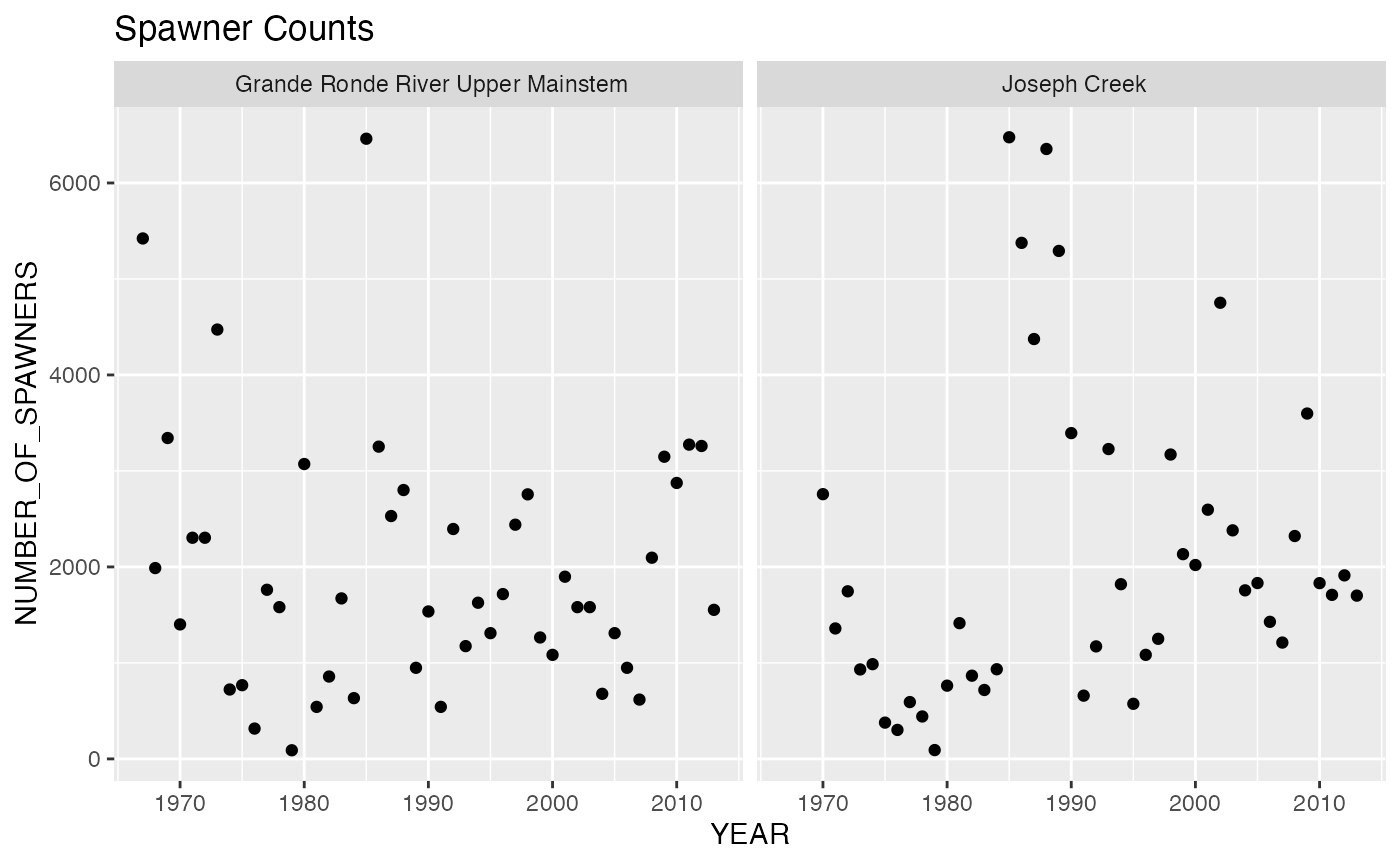 Spawner Counts
Grande Ronde River Upper Mainstem
Joseph Creek
NUMBER_OF_SPAWNERS
6000
4000
2000
0
1970 1980 1990 2000 2010
1970 1980 1990 2000 2010
YEAR